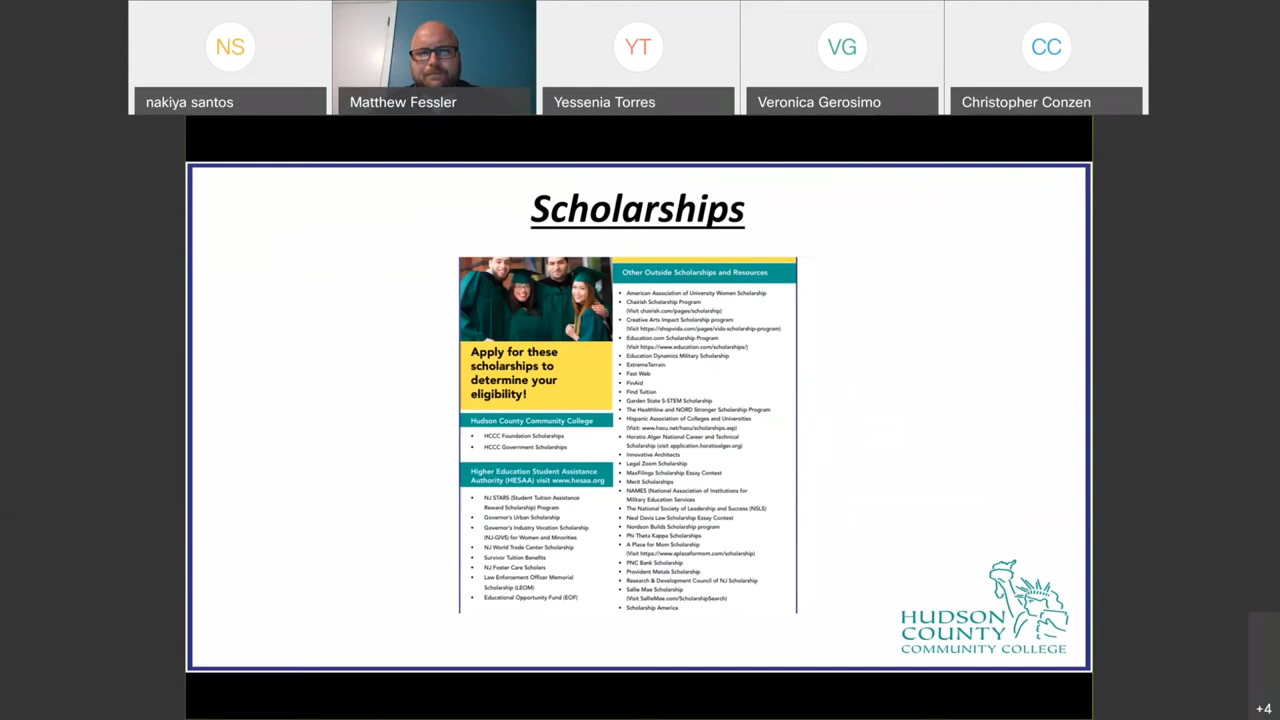 NS
YT
VG
CC
nakiya santos
Matthew Fessler
Yessenia Torres
Veronica Gerosimo
Christopher Conzen
Scholarships
Apply for these
scholarships to
determine your
eligibility!
Hudson County Community College
• HCCC Foundation Scholarships
• HCCC Government Scholarships
Higher Education Student Assistance
Authority (HESAA) visit www.hesaa.org
• NJ STARS (Student Tuition Assistance
Reward Scholarship) Program
• Governor's Urban Scholarship
• Governor's Industry Vocation Scholarship
(NJ-GIVS) for Women and Minorities
• NJ World Trade Center Scholarship
• Survivor Tuition Benefits
• NJ Foster Care Scholars
• Law Enforcement Officer Memorial
Scholarship (LEOM)
• Educational Opportunity Fund (EOF)
Other Outside Scholarships and Resources
• American Association of University Women Scholarship
• Chairish Scholarship Program
(Visit chairish.com/pages/scholarship)
• Creative Arts Impact Scholarship program
(Visit https://shopvida.com/pages/vida-scholarship-program)
• Education.com Scholarship Program
(Visit https://www.education.com/scholarships/)
• Education Dynamics Military Scholarship
• ExtremeTerrain
• Fast Web
• FinAid
• Find Tuition
• Garden State S-STEM Scholarship
• The Healthline and NORD Stronger Scholarship Program
• Hispanic Association of Colleges and Universities
(Visit: www.hacu.net/hacu/scholarships.asp)
• Horatio Alger National Career and Technical
Scholarship (visit application.horatioalger.org)
• Innovative Architects
• Legal Zoom Scholarship
• MaxFilings Scholarship Essay Contest
• Merit Scholarships
• NAMES (National Association of Institutions for
Military Education Services
• The National Society of Leadership and Success (NSLS)
• Neal Davis Law Scholarship Essay Contest
• Nordson Builds Scholarship program
• Phi Theta Kappa Scholarships
• A Place for Mom Scholarship
(Visit https://www.aplaceformom.com/scholarship)
• PNC Bank Scholarship
• Provident Metals Scholarship
• Research & Development Council of NJ Scholarship
• Sallie Mae Scholarship
(Visit SallieMae.com/ScholarshipSearch)
• Scholarship America
HUDSON
COUNTY
COMMUNITY COLLEGE
+4